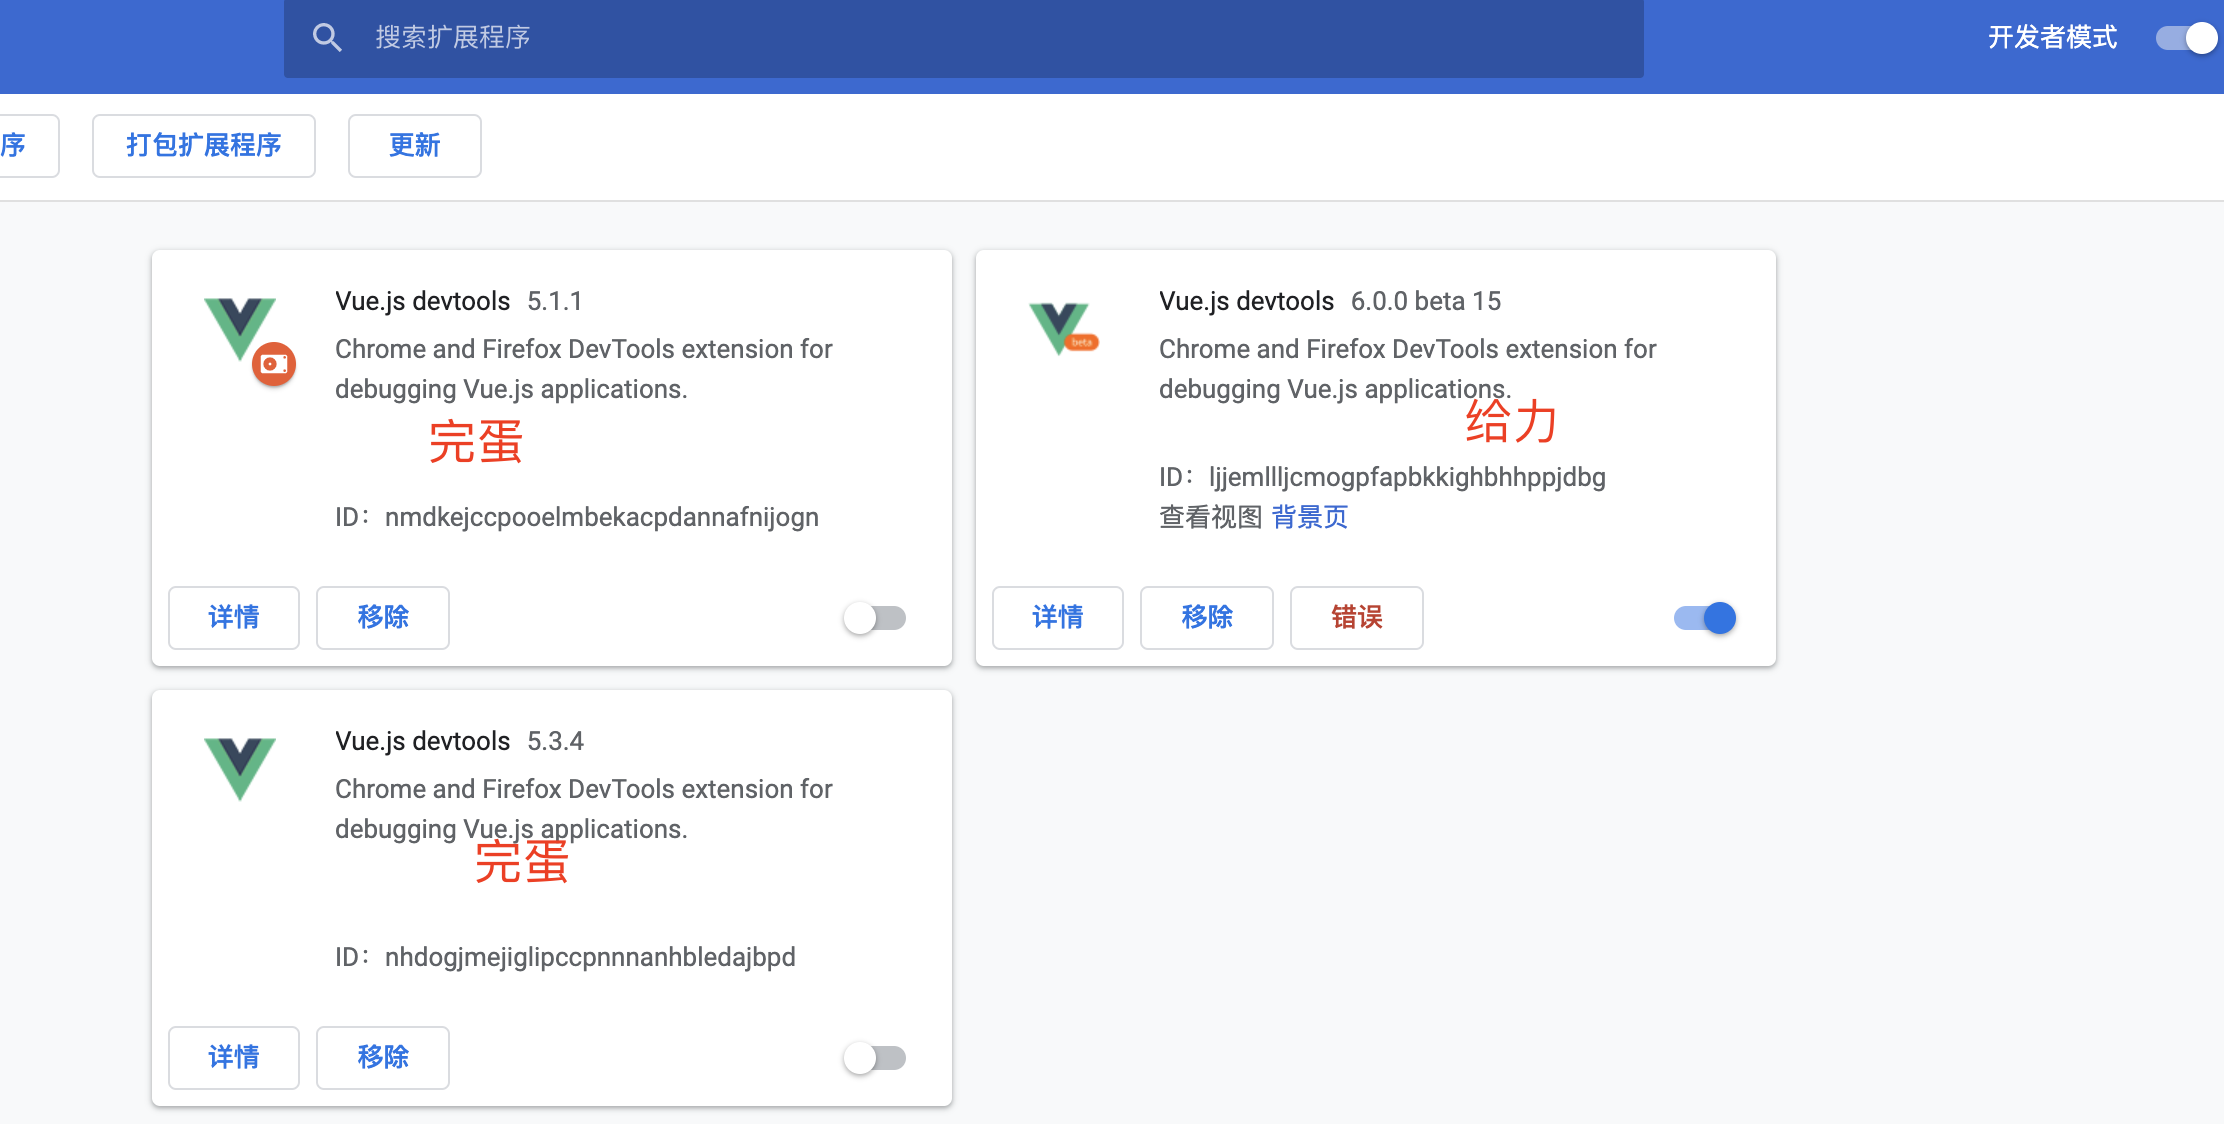 搜索扩展程序
开发者模式
序
打包扩展程序
更新
Vue.js devtools 5.1.1
Chrome and Firefox DevTools extension for
debugging Vue.js applications.
完蛋
ID：nmdkejccpooelmbekacpdannafnijogn
详情
移除
Vue.js devtools 6.0.0 beta 15
beta
Chrome and Firefox DevTools extension for
debugging Vue.js applications.
给力
ID：ljjemllljcmogpfapbkkighbhhppjdbg
查看视图 背景页
详情
移除
错误
Vue.js devtools 5.3.4
Chrome and Firefox DevTools extension for
debugging Vue.js applications.
完蛋
ID：nhdogjmejiglipccpnnnanhbledajbpd
详情
移除